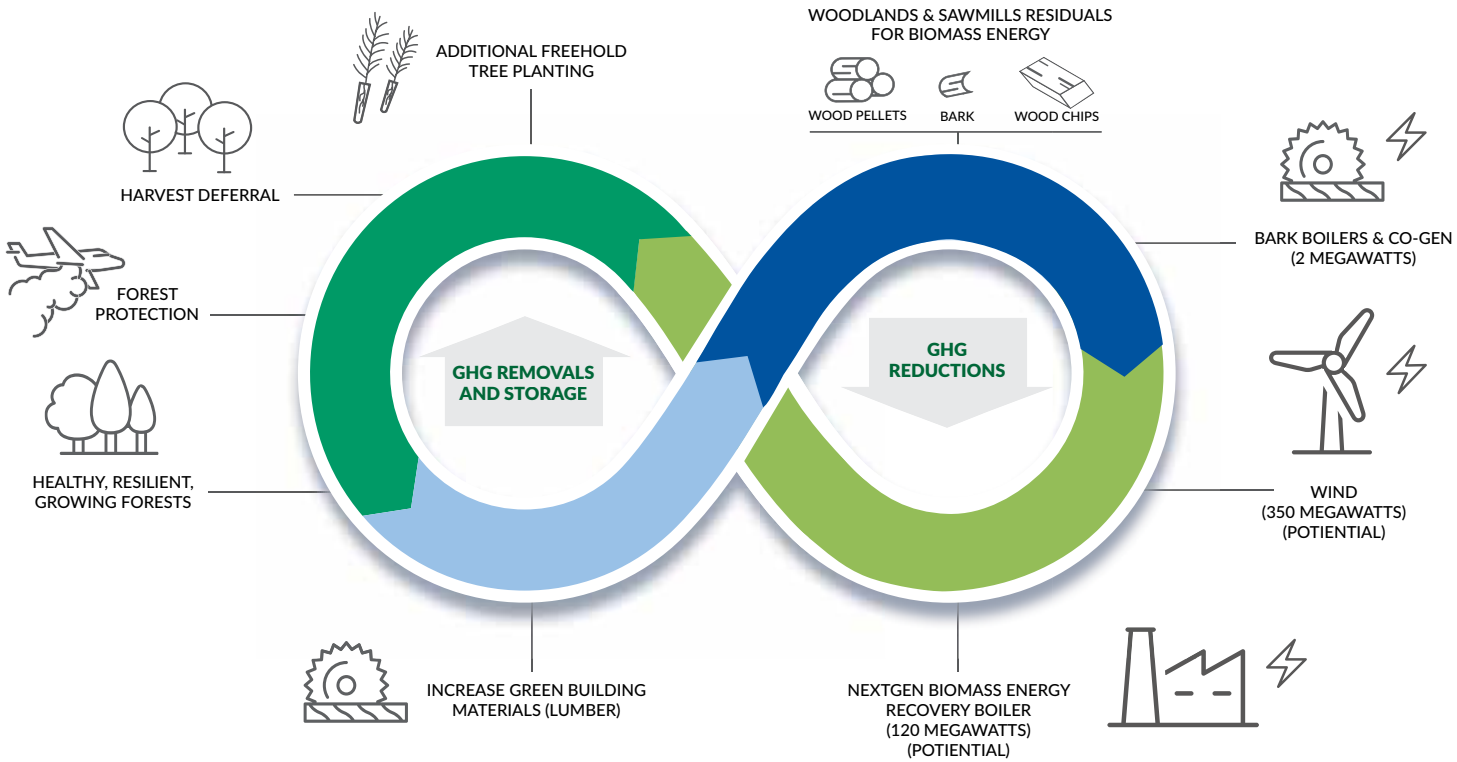 ADDITIONAL FREEHOLD
TREE PLANTING
HARVEST DEFERRAL
FOREST
PROTECTION
HEALTHY, RESILIENT,
GROWING FORESTS
GHG REMOVALS
AND STORAGE
INCREASE GREEN BUILDING
MATERIALS (LUMBER)
WOODLANDS & SAWMILLS RESIDUALS
FOR BIOMASS ENERGY
WOOD PELLETS
BARK
WOOD CHIPS
GHG
REDUCTIONS
BARK BOILERS & CO-GEN
(2 MEGAWATTS)
WIND
(350 MEGAWATTS)
(POTIENTIAL)
NEXTGEN BIOMASS ENERGY
RECOVERY BOILER
(120 MEGAWATTS)
(POTIENTIAL)